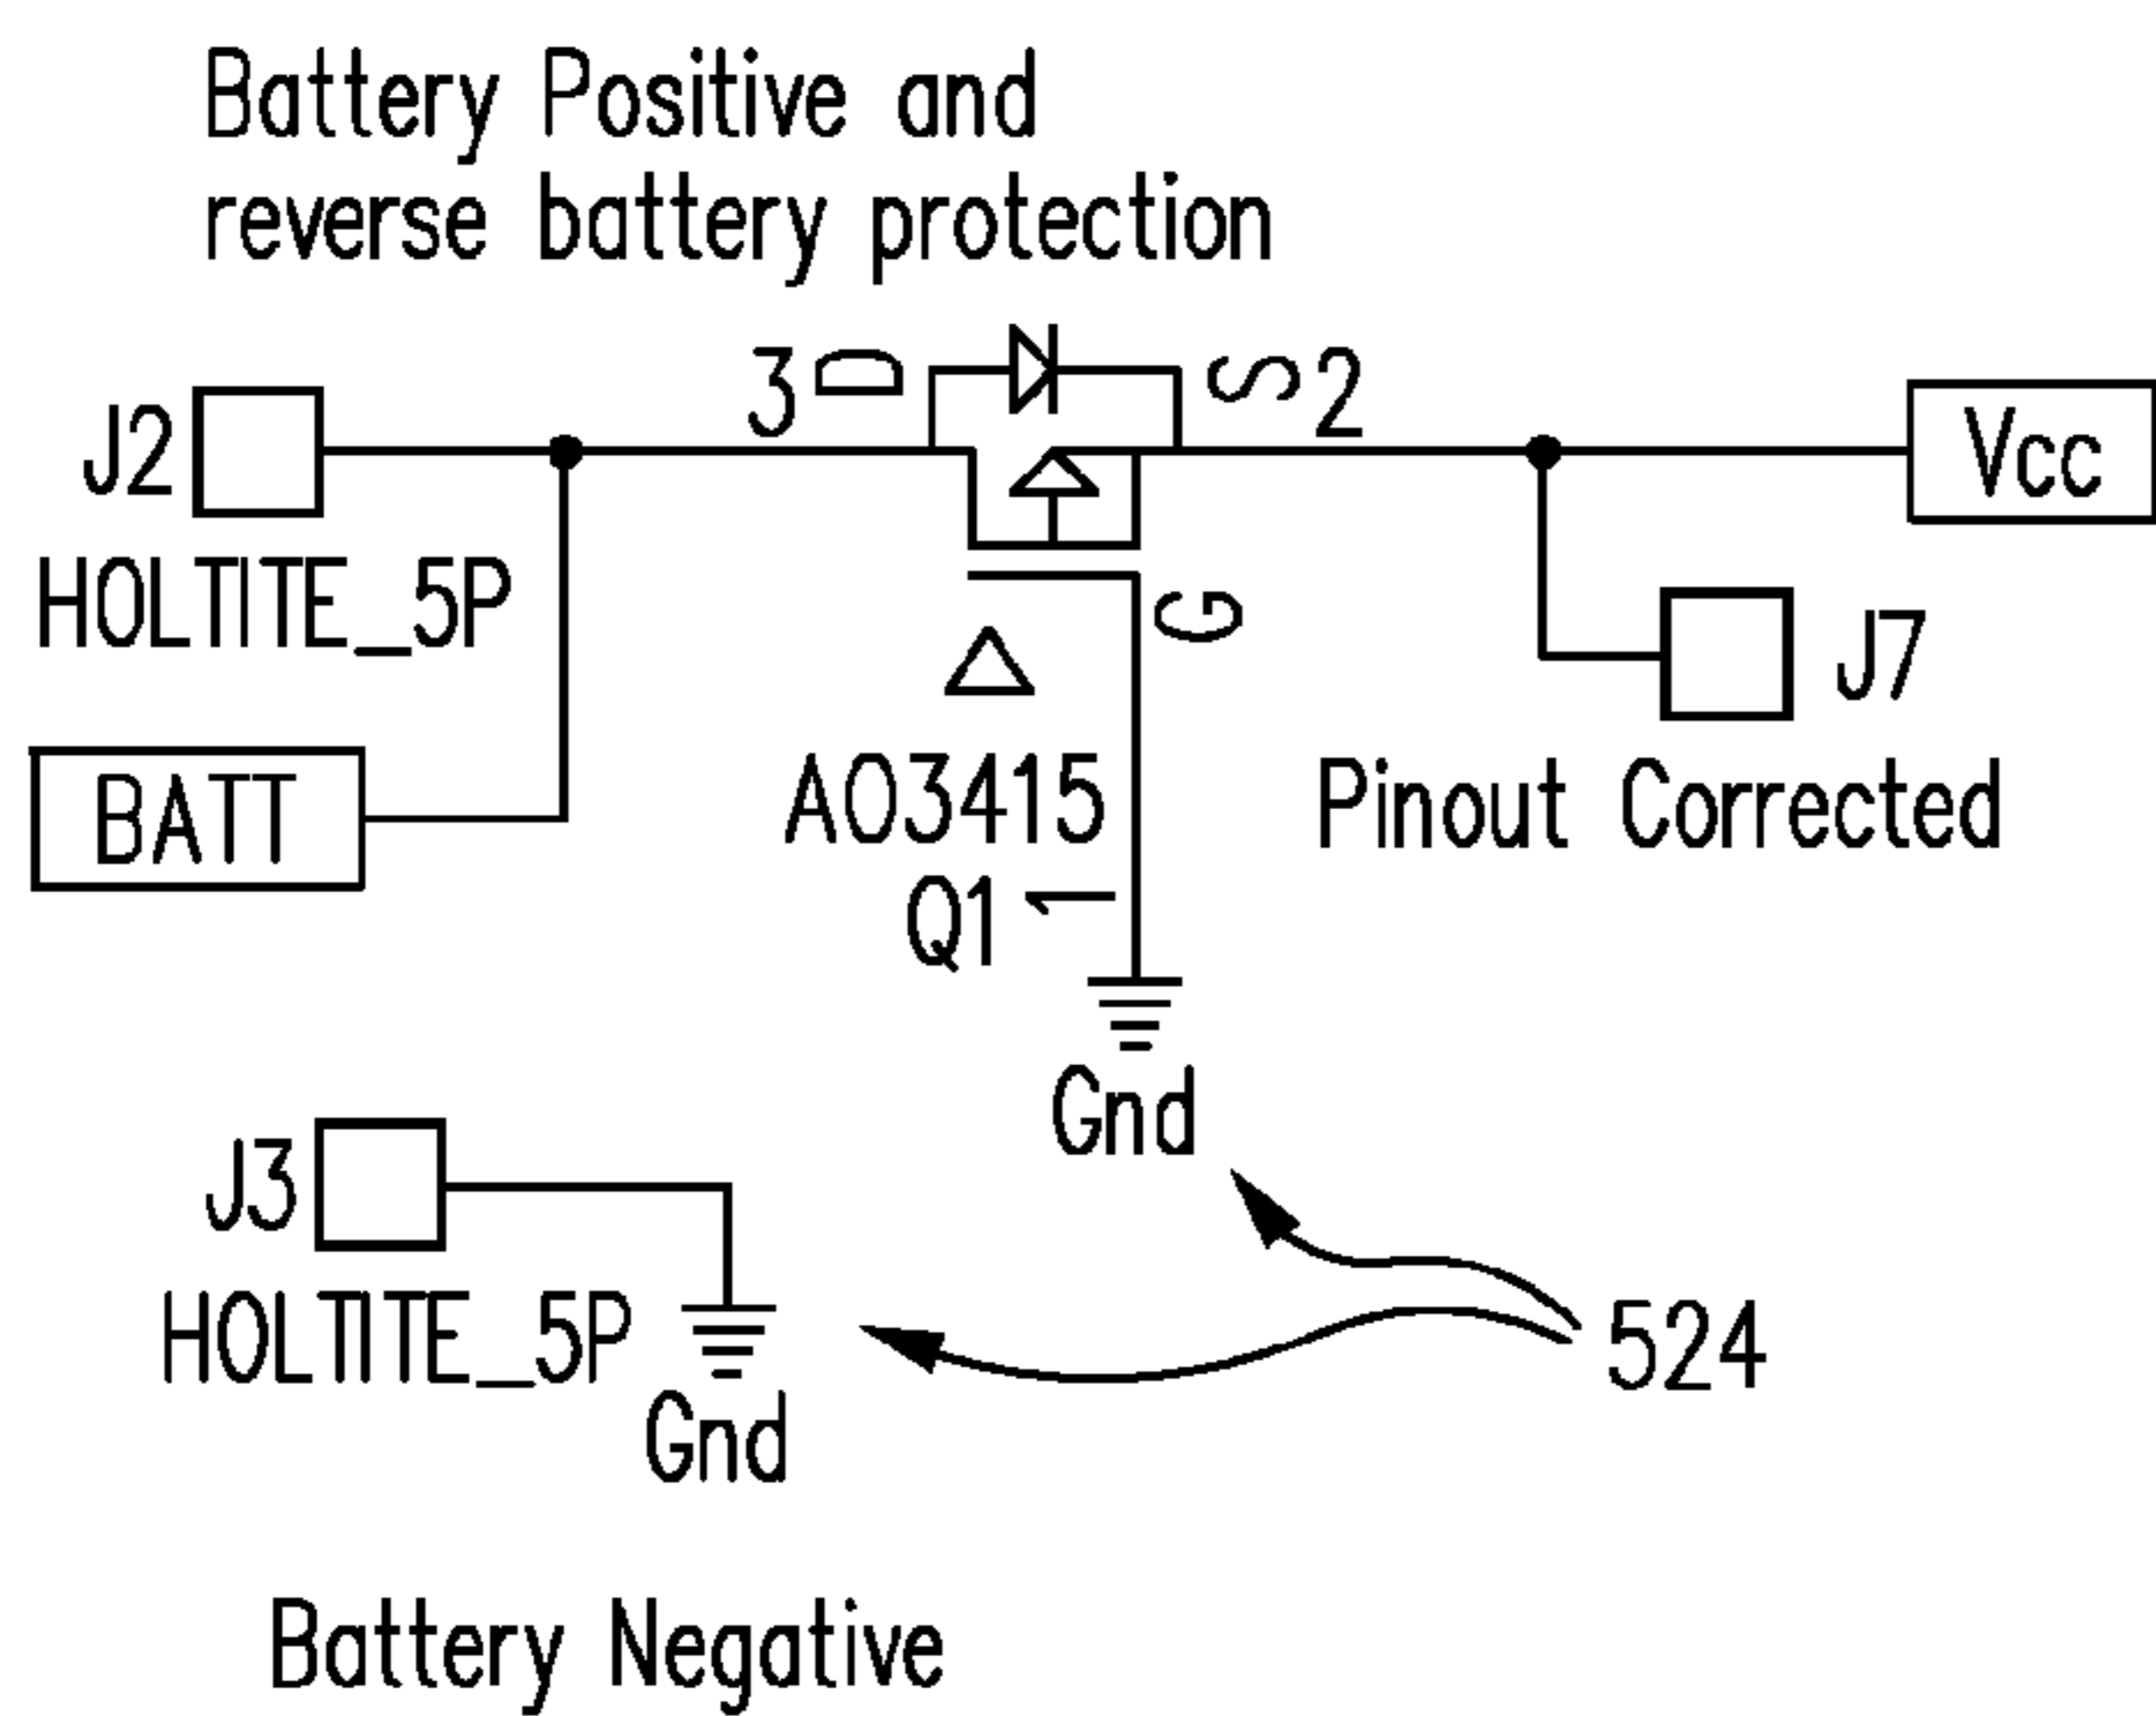 Battery Positive and
reverse battery protection
3 D S 2
J2
Vcc
HOLTITE_5P
G
J7
BATT
AO3415
Pinout Corrected
Q1 1
Gnd
J3
HOLTITE_5P
524
Gnd
Battery Negative